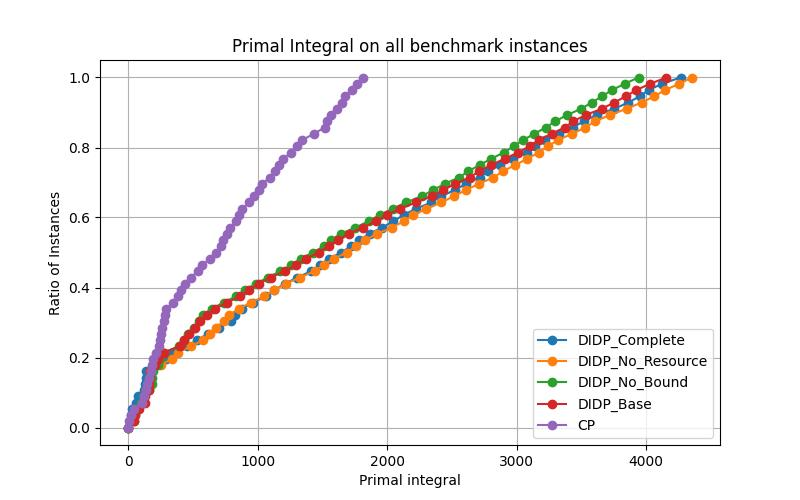 Primal Integral on all benchmark instances
Ratio of Instances
1.0
0.8
0.6
0.4
0.2
0.0
0
1000
2000
3000
4000
Primal integral
DIDP_Complete
DIDP_No_Resource
DIDP_No_Bound
DIDP_Base
CP